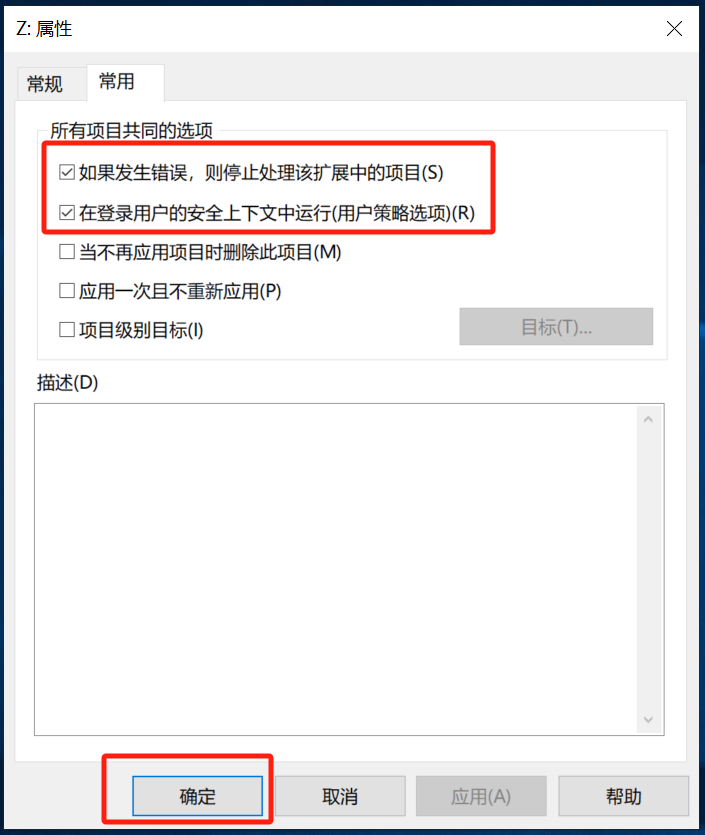 Z: 属性
常规
常用
所有项目共同的选项
如果发生错误，则停止处理该扩展中的项目(S)
在登录用户的安全上下文中运行(用户策略选项)(R)
当不再应用项目时删除此项目(M)
应用一次且不重新应用(P)
项目级别目标(I)
目标(T)...
描述(D)
确定
取消
应用(A)
帮助